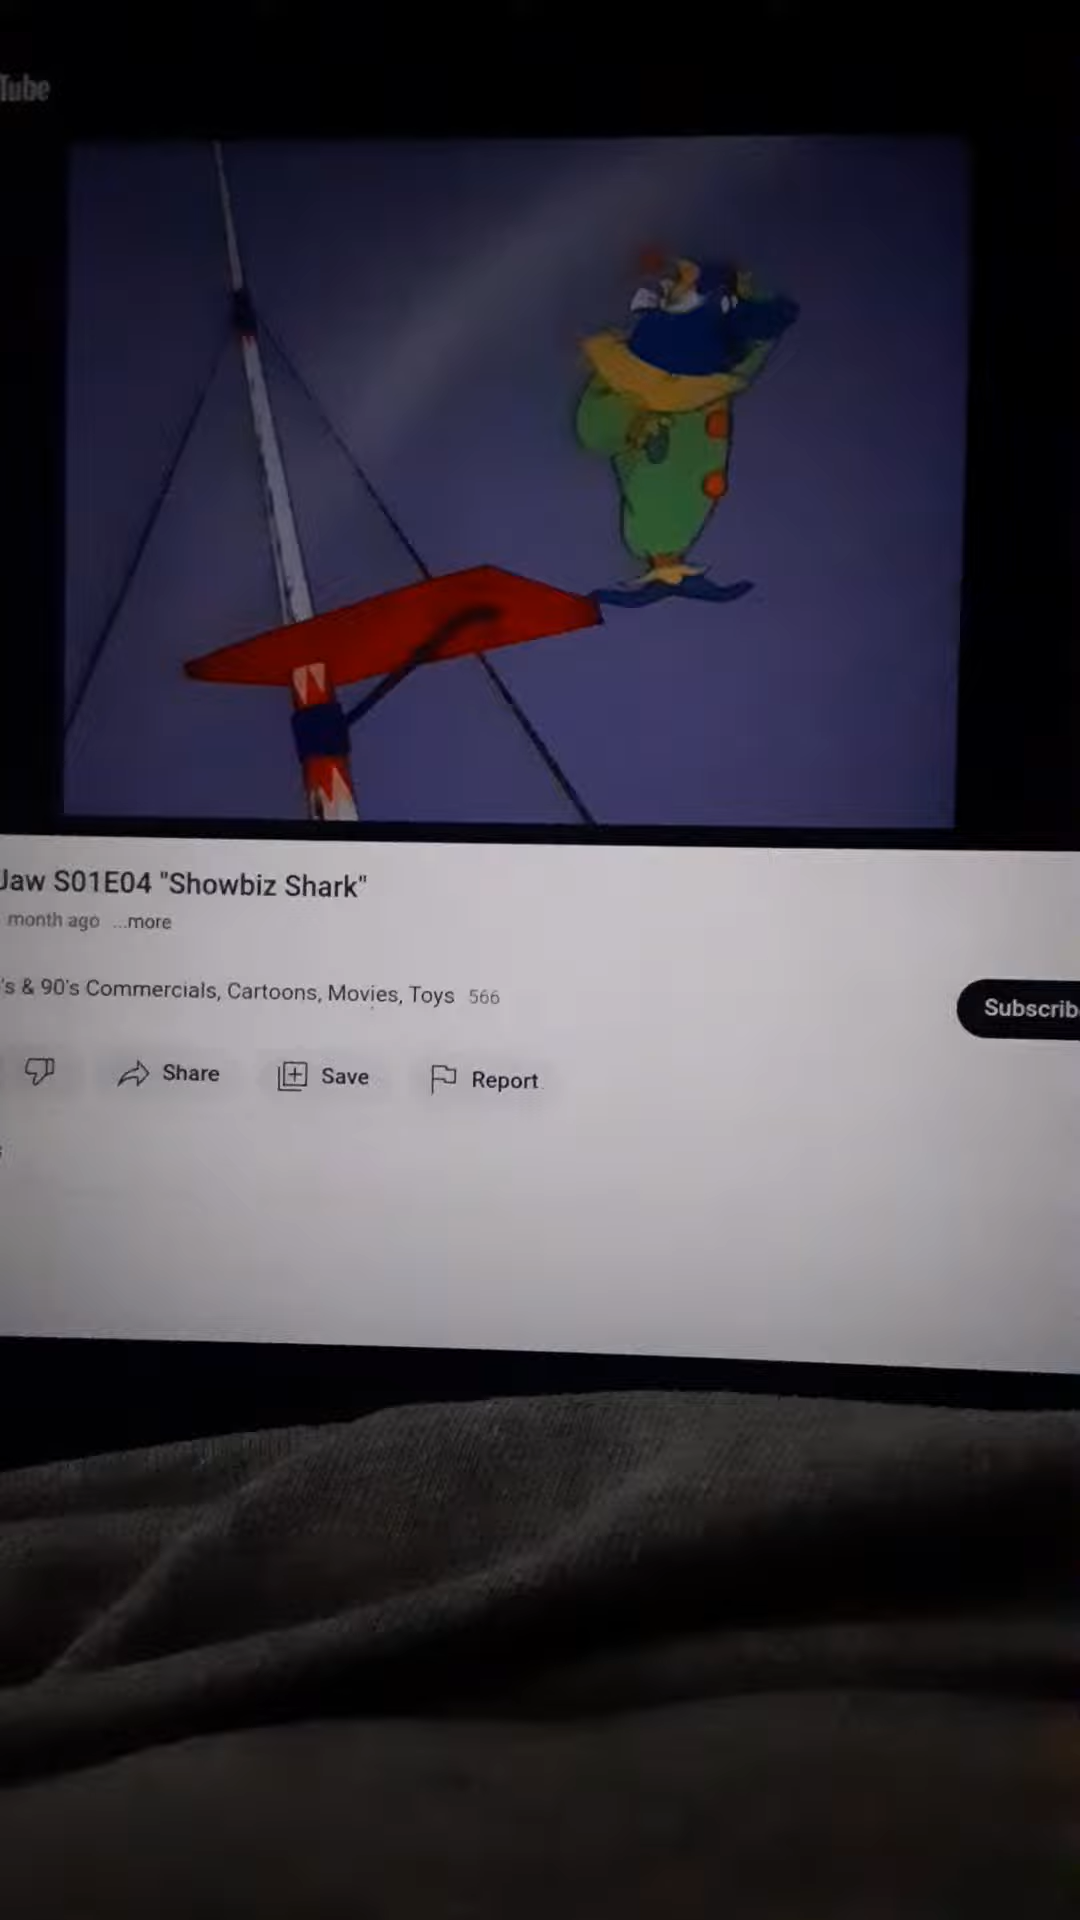 Tube
Jaw S01E04 "Showbiz Shark"
month ago ...more
's & 90's Commercials, Cartoons, Movies, Toys 566
Subscrib
Share
Save
Report